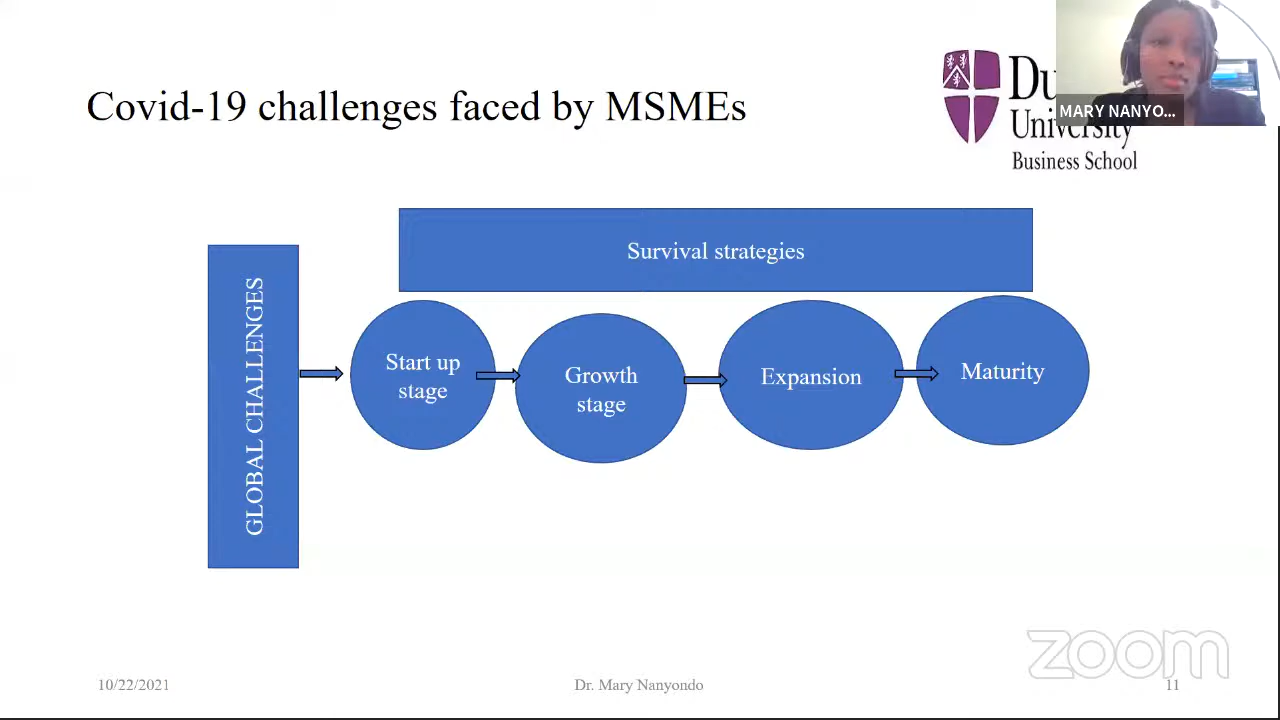 Covid-19 challenges faced by MSMEs
Du
University
Business School
MARY NANYO...
Survival strategies
GLOBAL CHALLENGES
Start up
stage
Growth
stage
Expansion
Maturity
zoom
10/22/2021
Dr. Mary Nanyondo
11